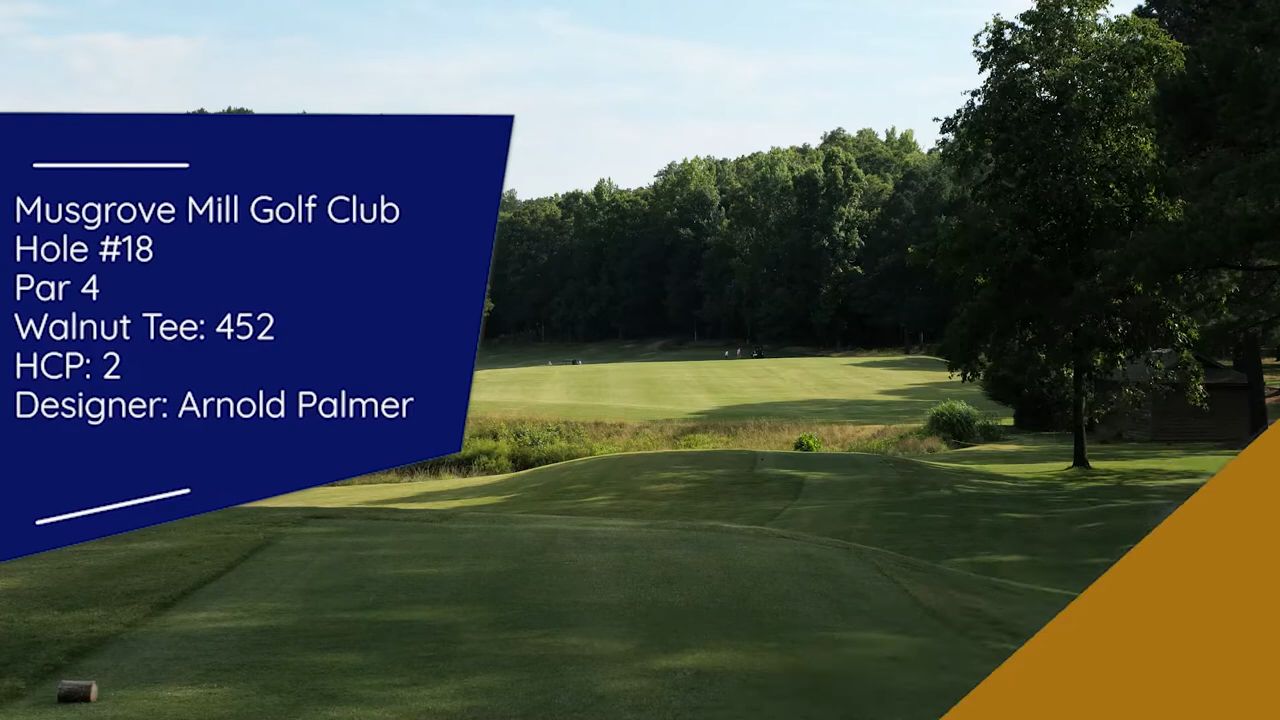 Musgrove Mill Golf Club
Hole #18
Par 4
Walnut Tee: 452
HCP: 2
Designer: Arnold Palmer